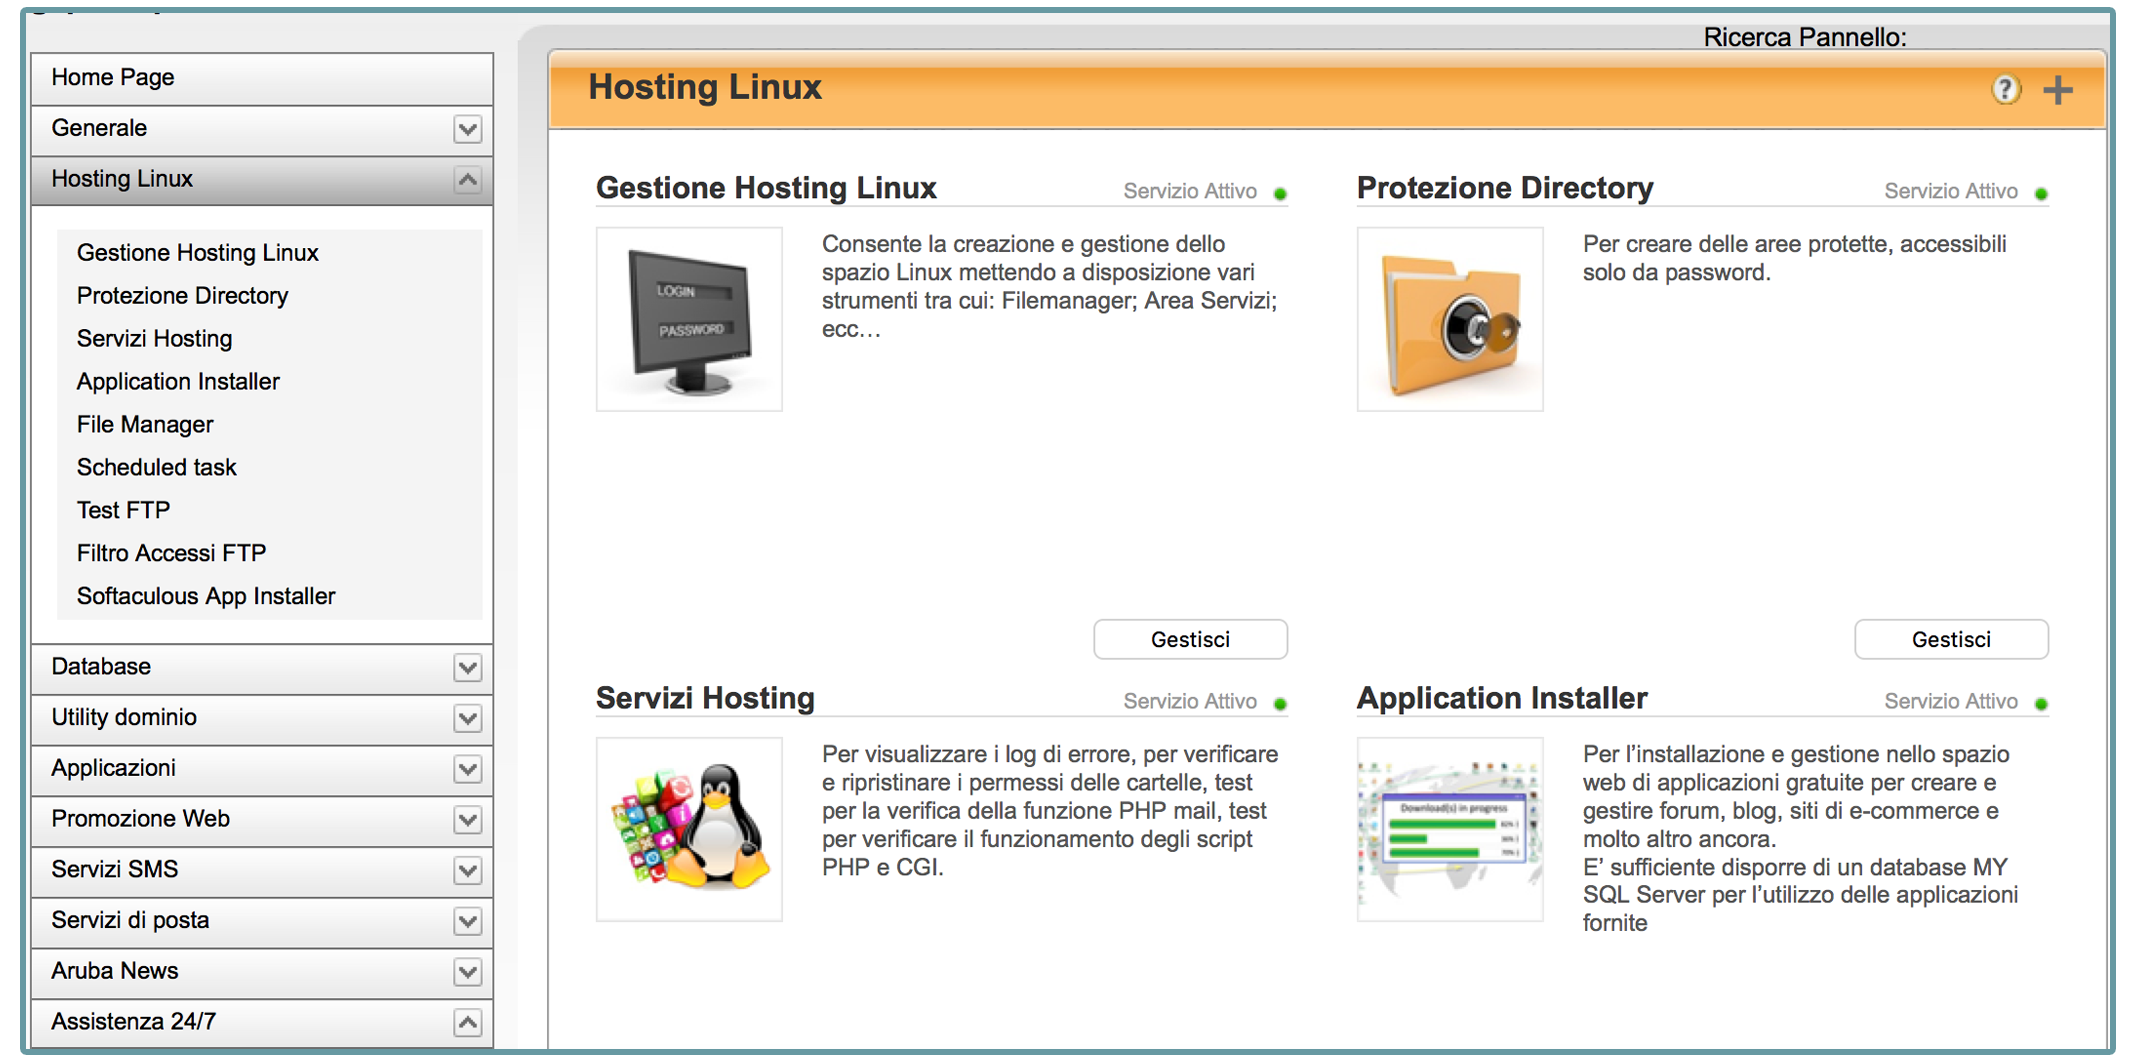 Ricerca Pannello:
Home Page
Generale
Hosting Linux
Gestione Hosting Linux
Protezione Directory
Servizi Hosting
Application Installer
File Manager
Scheduled task
Test FTP
Filtro Accessi FTP
Softaculous App Installer
Database
Utility dominio
Applicazioni
Promozione Web
Servizi SMS
Servizi di posta
Aruba News
Assistenza 24/7
Hosting Linux
Gestione Hosting Linux
Servizio Attivo
LOGIN
PASSWORD
Consente la creazione e gestione dello
spazio Linux mettendo a disposizione vari
strumenti tra cui: Filemanager; Area Servizi;
ecc…
Gestisci
Protezione Directory
Servizio Attivo
Per creare delle aree protette, accessibili
solo da password.
Gestisci
Servizi Hosting
Servizio Attivo
Per visualizzare i log di errore, per verificare
e ripristinare i permessi delle cartelle, test
per la verifica della funzione PHP mail, test
per verificare il funzionamento degli script
PHP e CGI.
Application Installer
Servizio Attivo
Download(s) in progress
Per l’installazione e gestione nello spazio
web di applicazioni gratuite per creare e
gestire forum, blog, siti di e-commerce e
molto altro ancora.
E’ sufficiente disporre di un database MY
SQL Server per l’utilizzo delle applicazioni
fornite